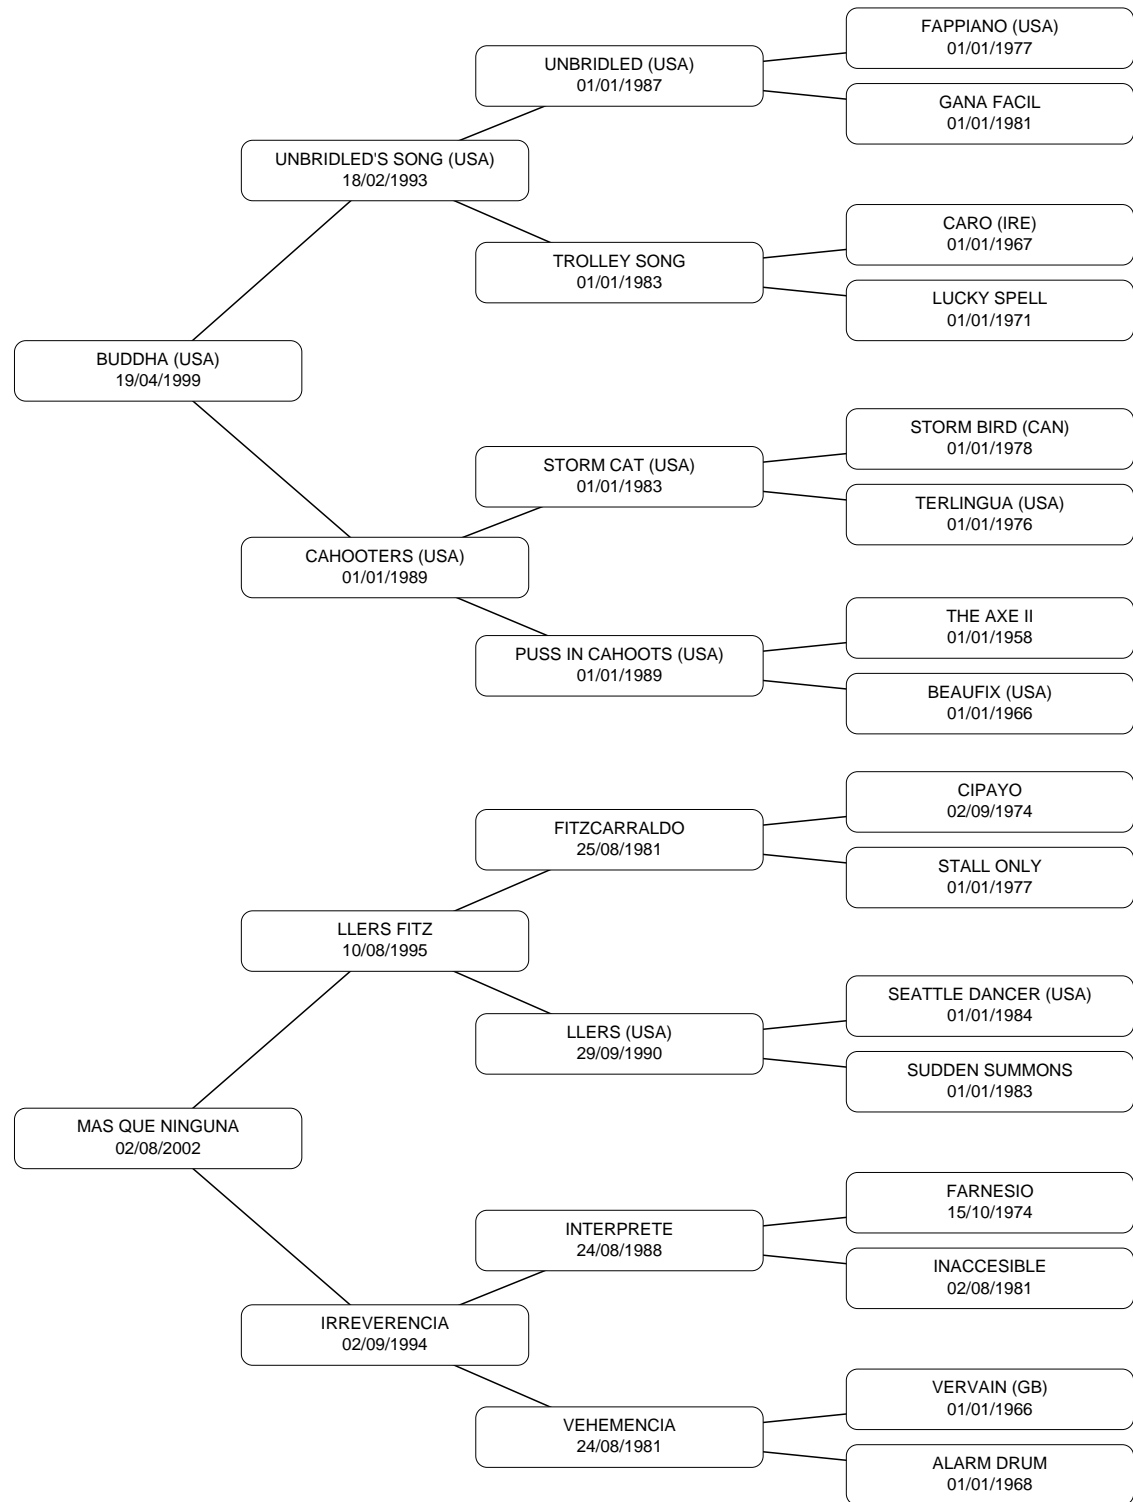 FAPPIANO (USA)
01/01/1977
UNBRIDLED (USA)
01/01/1987
GANA FACIL
01/01/1981
UNBRIDLED'S SONG (USA)
18/02/1993
CARO (IRE)
01/01/1967
TROLLEY SONG
01/01/1983
LUCKY SPELL
01/01/1971
BUDDHA (USA)
19/04/1999
STORM BIRD (CAN)
01/01/1978
STORM CAT (USA)
01/01/1983
TERLINGUA (USA)
01/01/1976
CAHOOTERS (USA)
01/01/1989
THE AXE II
01/01/1958
PUSS IN CAHOOTS (USA)
01/01/1989
BEAUFIX (USA)
01/01/1966
CIPAYO
02/09/1974
FITZCARRALDO
25/08/1981
STALL ONLY
01/01/1977
LLERS FITZ
10/08/1995
SEATTLE DANCER (USA)
01/01/1984
LLERS (USA)
29/09/1990
SUDDEN SUMMONS
01/01/1983
MAS QUE NINGUNA
02/08/2002
FARNESIO
15/10/1974
INTERPRETE
24/08/1988
INACCESIBLE
02/08/1981
IRREVERENCIA
02/09/1994
VERVAIN (GB)
01/01/1966
VEHEMENCIA
24/08/1981
ALARM DRUM
01/01/1968